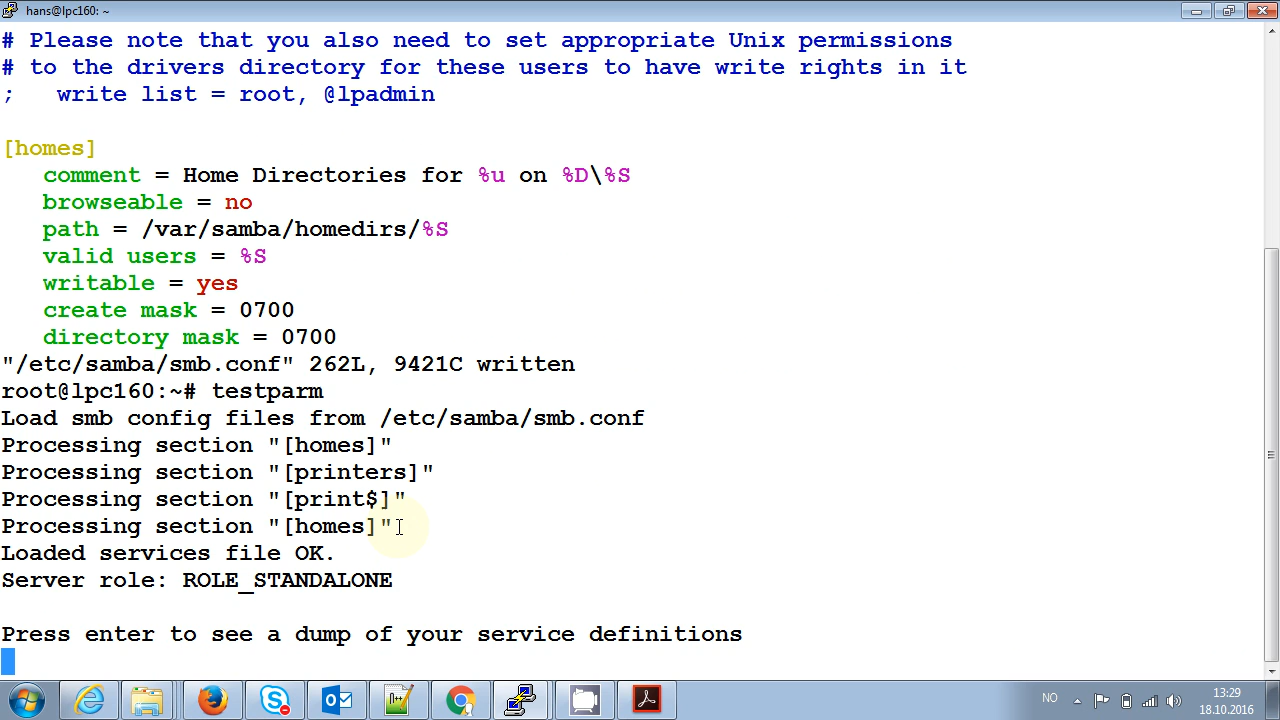 hans@lpc160: ~
# Please note that you also need to set appropriate Unix permissions
# to the drivers directory for these users to have write rights in it
;   write list = root, @lpadmin
[homes]
   comment = Home Directories for %u on %D\%S
   browseable = no
   path = /var/samba/homedirs/%S
   valid users = %S
   writable = yes
   create mask = 0700
   directory mask = 0700
"/etc/samba/smb.conf" 262L, 9421C written
root@lpc160:~# testparm
Load smb config files from /etc/samba/smb.conf
Processing section "[homes]"
Processing section "[printers]"
Processing section "[print$]"
Processing section "[homes]"
Loaded services file OK.
Server role: ROLE_STANDALONE
Press enter to see a dump of your service definitions
NO
13:29
18.10.2016